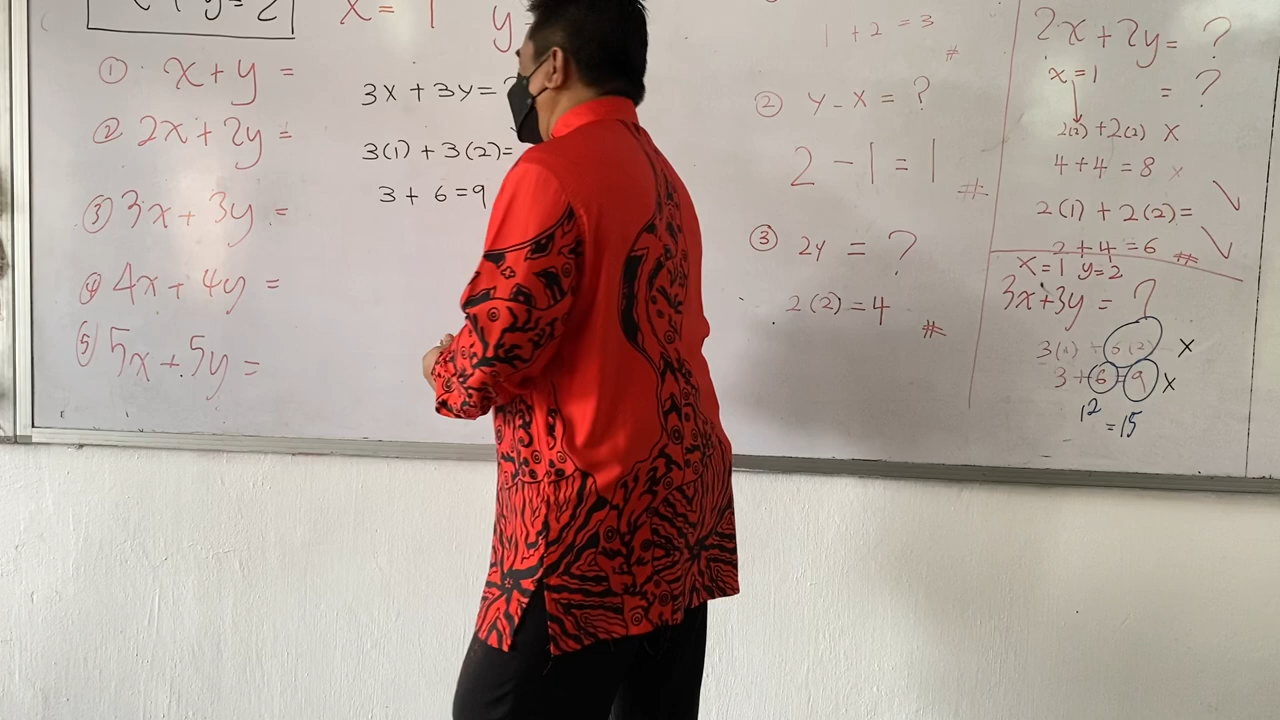 y = 2
x = 1 y
① x + y =
② 2x + 2y =
③ 3x + 3y =
④ 4x + 4y =
⑤ 5x + 5y =
3x + 3y =
3(1) + 3(2) =
3 + 6 = 9
1 + 2 = 3
#
② y - x = ?
2 - 1 = 1 #
③ 2y = ?
2(2) = 4 #
2x + 2y = ?
x = 1 = ?
2(2) + 2(2) x
4 + 4 = 8 x
2(1) + 2(2) =
2 + 4 = 6 #
x = 1 y = 2
3x + 3y = ?
6(2) x
3 + 6 = 9 x
12 = 15